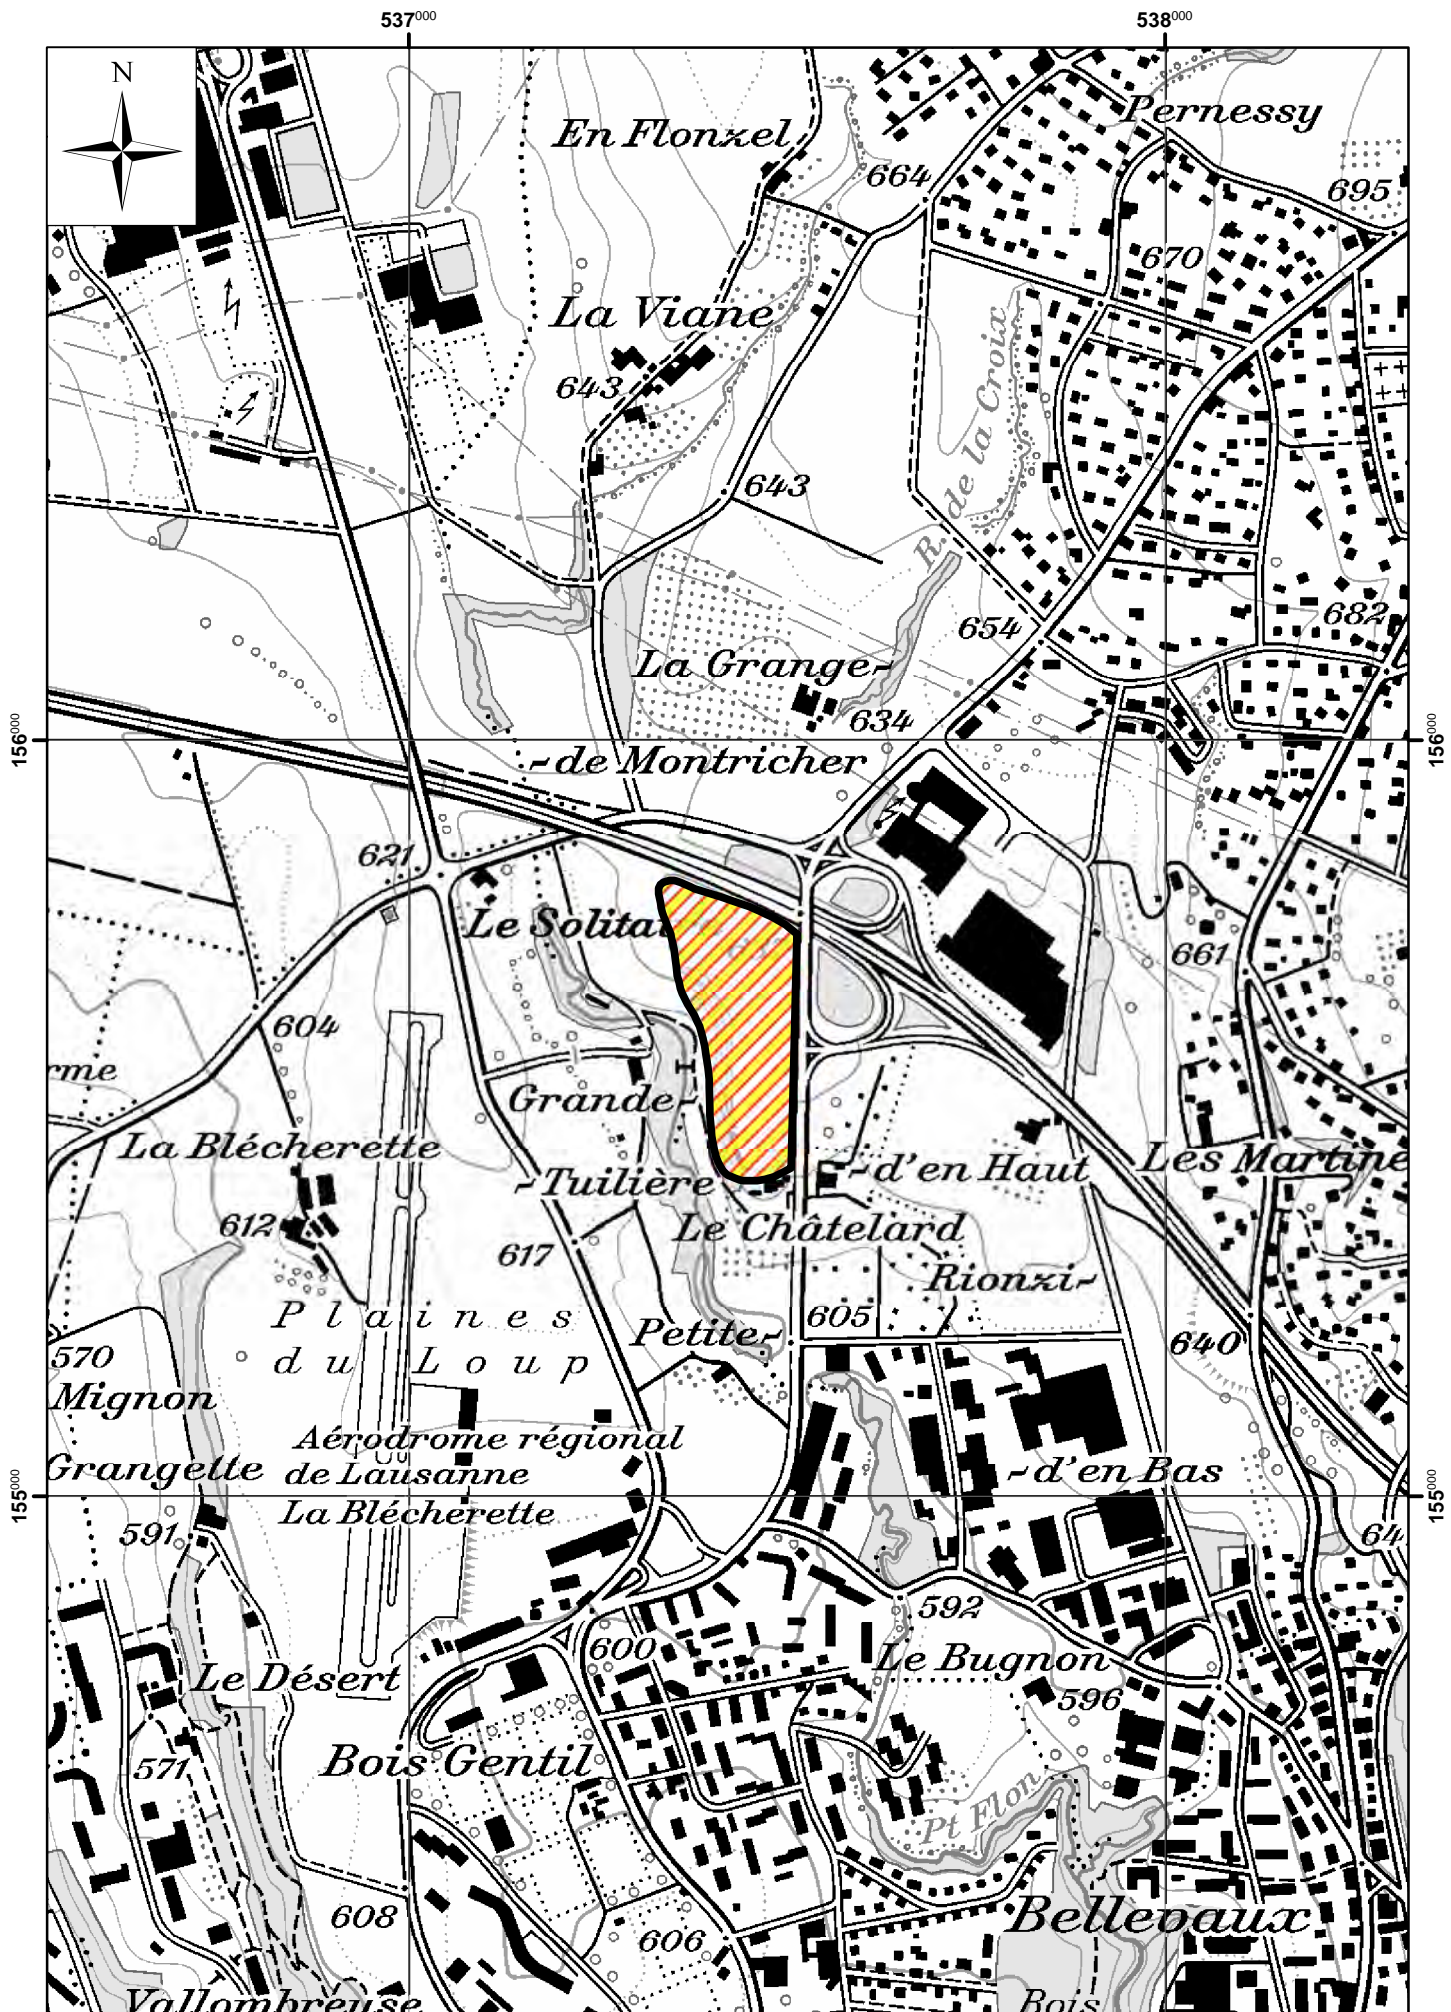 537000
538000
N
Pernessy
En Flonzel
664
695
670
La Viane
643
R. de la Croix
643
682
654
La Grange-
634
156000
156000
-de Montricher
621
Le Solitai
661
604
rme
Grande-
La Blécherette
-d'en Haut
Les Martine
-Tuilière
612
Le Châtelard
617
Rionzi-
Plaines
605
Petite-
640
du Loup
570
Mignon
Aérodrome régional
Grangette
de Lausanne
-d'en Bas
155000
155000
La Blécherette
591
64
592
600
Le Bugnon
Le Désert
596
Bois Gentil
571
Pt Flon
608
Bellevaux
606
Vallombreuse
Bois